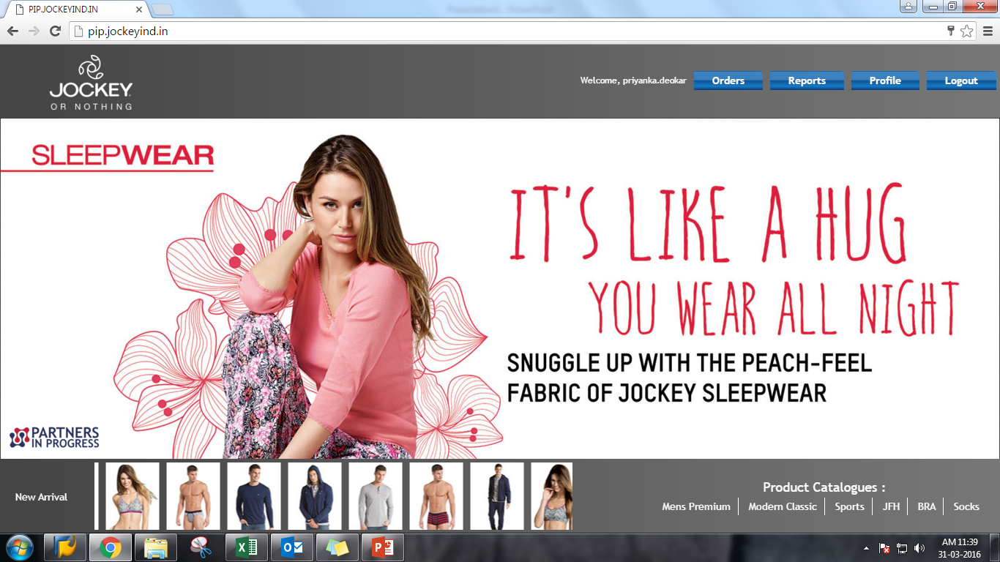 PIP.JOCKEYIND.IN
pip.jockeyind.in
JOCKEY
OR NOTHING
Welcome, priyanka.deokar
Orders
Reports
Profile
Logout
SLEEPWEAR
IT'S LIKE A HUG
YOU WEAR ALL NIGHT
SNUGGLE UP WITH THE PEACH-FEEL
FABRIC OF JOCKEY SLEEPWEAR
PARTNERS
IN PROGRESS
New Arrival
Product Catalogues :
Mens Premium
Modern Classic
Sports
JFH
BRA
Socks
AM 11:39
31-03-2016